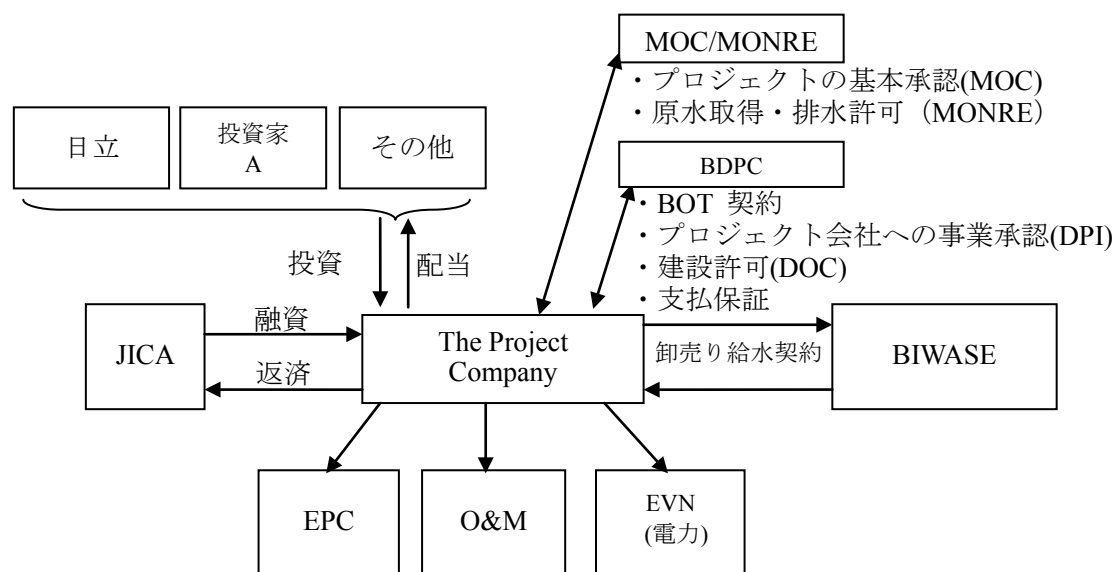 MOC/MONRE
・プロジェクトの基本承認(MOC)
・原水取得・排水許可（MONRE）
日立
投資家
A
その他
BDPC
・BOT 契約
・プロジェクト会社への事業承認(DPI)
・建設許可(DOC)
・支払保証
投資
配当
JICA
融資
返済
The Project
Company
卸売り給水契約
BIWASE
EPC
O&M
EVN
(電力)